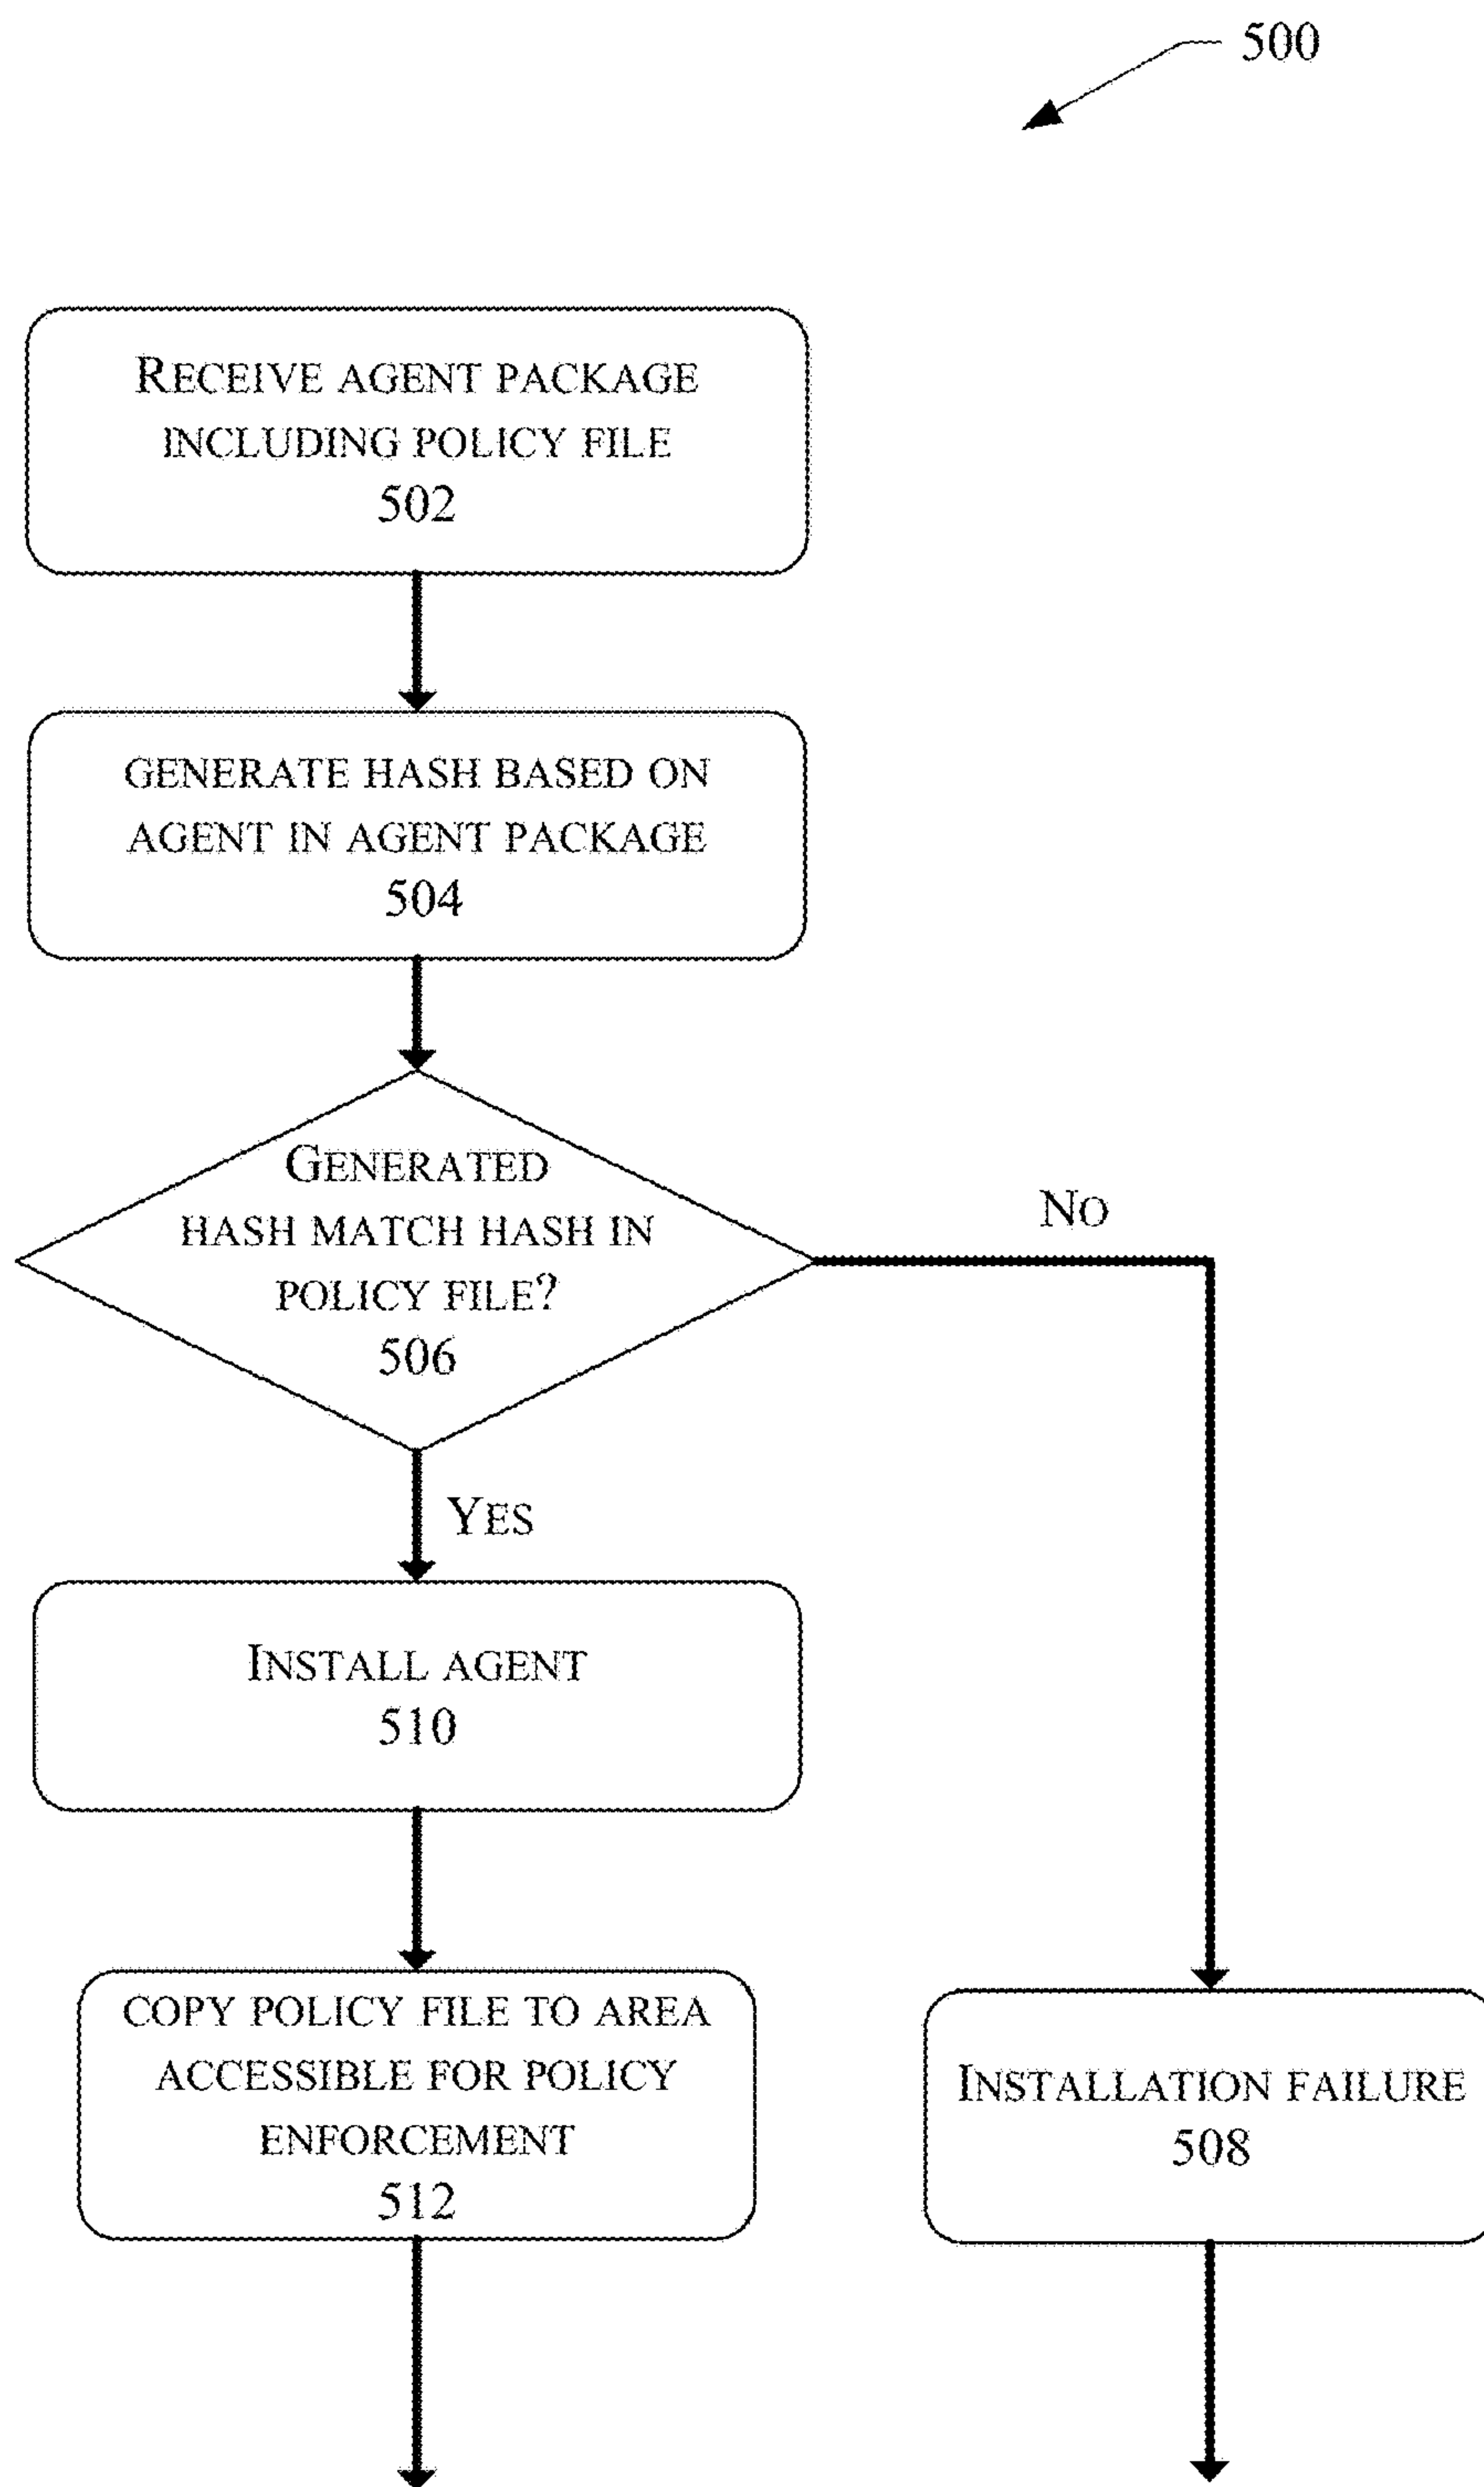 500
RECEIVE AGENT PACKAGE
INCLUDING POLICY FILE
502
GENERATE HASH BASED ON
AGENT IN AGENT PACKAGE
504
GENERATED
HASH MATCH HASH IN
POLICY FILE?
506
NO
YES
INSTALL AGENT
510
COPY POLICY FILE TO AREA
ACCESSIBLE FOR POLICY
ENFORCEMENT
512
INSTALLATION FAILURE
508